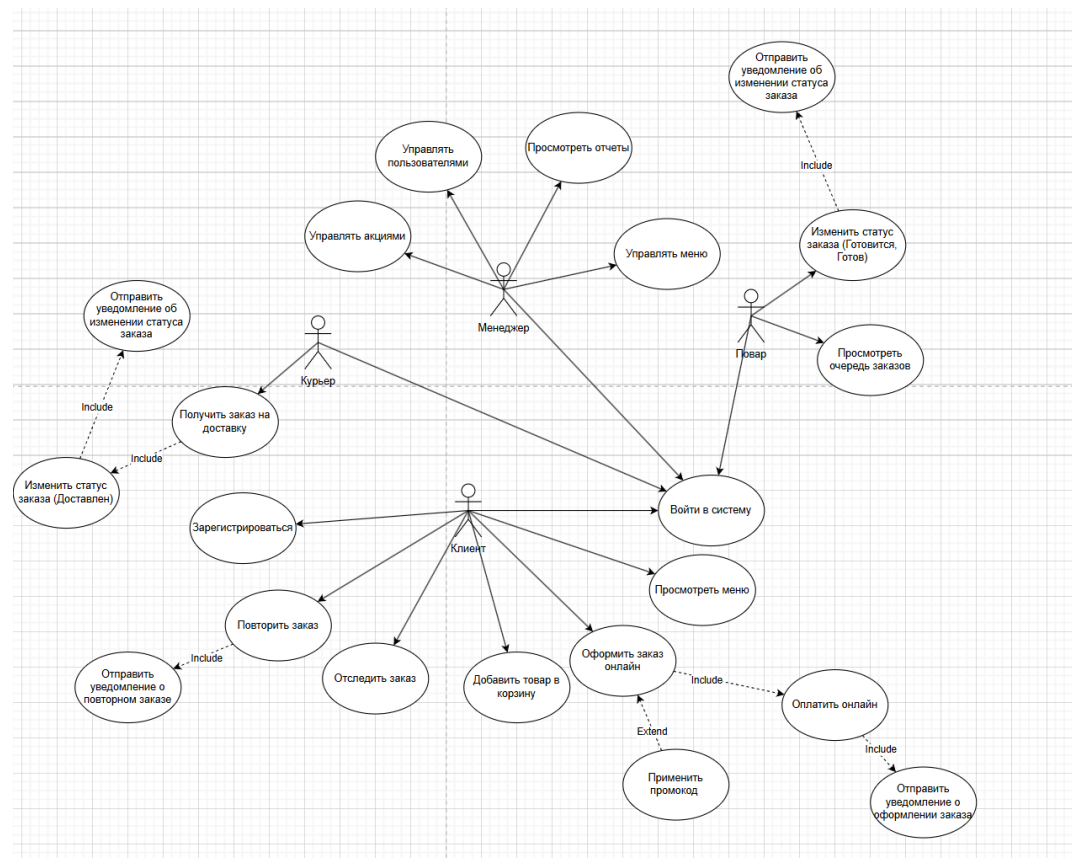 Отправить
уведомление об
изменении статуса
заказа
Include
Управлять
пользователями
Просмотреть отчеты
Управлять акциями
Управлять меню
Изменить статус
заказа (Готовится,
Готов)
Менеджер
Отправить
уведомление об
изменении статуса
заказа
Курьер
Повар
Просмотреть
очередь заказов
Include
Получить заказ на
доставку
Include
Изменить статус
заказа (Доставлен)
Зарегистрироваться
Клиент
Войти в систему
Просмотреть меню
Повторить заказ
Include
Отправить
уведомление о
повторном заказе
Отследить заказ
Добавить товар в
корзину
Оформить заказ
онлайн
Include
Оплатить онлайн
Extend
Include
Применить
промокод
Отправить
уведомление о
оформлении заказа